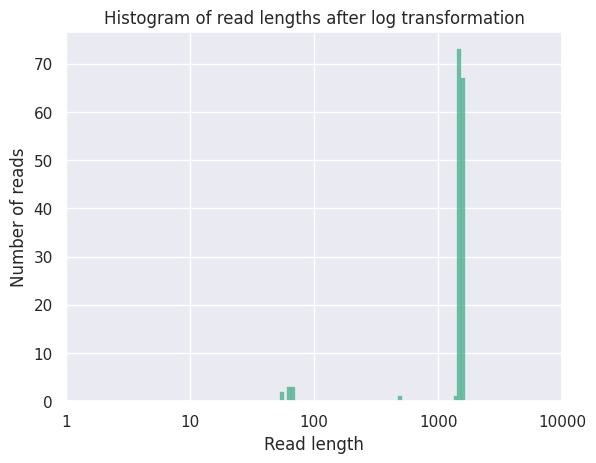 Histogram of read lengths after log transformation
Number of reads
70
60
50
40
30
20
10
0
1 10 100 1000 10000
Read length